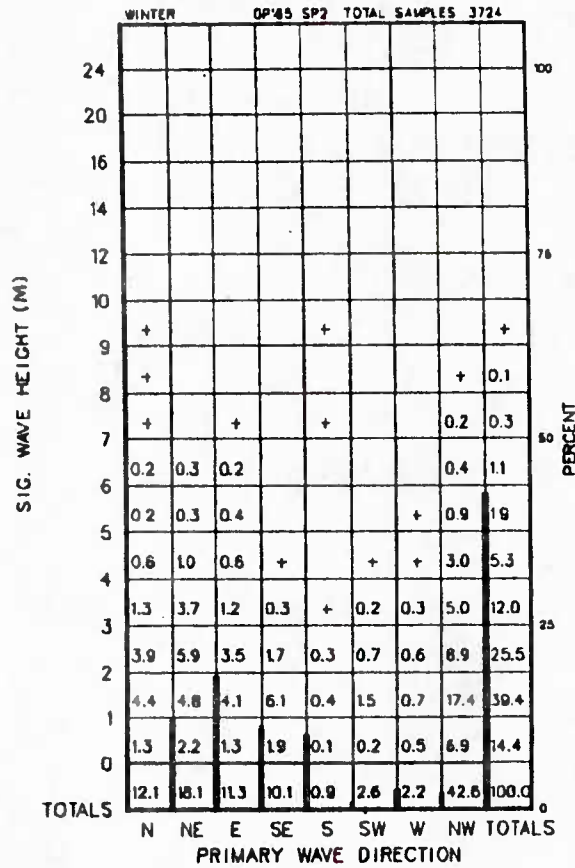 WINTER OP'65 SP2 TOTAL SAMPLES 3724
24 100
20
16
14
12 75
10
+ + +
9
+ + 0.1
8
+ + + 0.2 0.3
7 50
0.2 0.3 0.2 0.4 1.1
6
0.2 0.3 0.4 + 0.9 1.9
5
0.6 1.0 0.6 + + + 3.0 5.3
4
1.3 3.7 1.2 0.3 + 0.2 0.3 5.0 12.0
3 25
3.9 5.9 3.5 1.7 0.3 0.7 0.6 8.9 25.5
2
4.4 4.8 4.1 6.1 0.4 1.5 0.7 17.4 39.4
1
1.3 2.2 1.3 1.9 0.1 0.2 0.5 6.9 14.4
0
TOTALS 12.1 18.1 11.3 10.1 0.9 2.6 2.2 42.8 100.0 0
N NE E SE S SW W NW TOTALS
PRIMARY WAVE DIRECTION
SIG. WAVE HEIGHT (M)
PERCENT